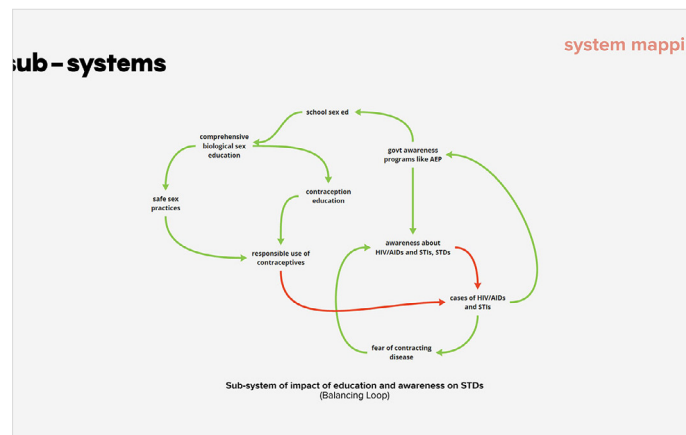 system mappi
sub-systems
school sex ed
comprehensive
biological sex
education
govt awareness
programs like AEP
contraception
education
safe sex
practices
awareness about
HIV/AIDs and STIs, STDs
responsible use of
contraceptives
cases of HIV/AIDs
and STIs
fear of contracting
disease
Sub-system of impact of education and awareness on STDs
(Balancing Loop)